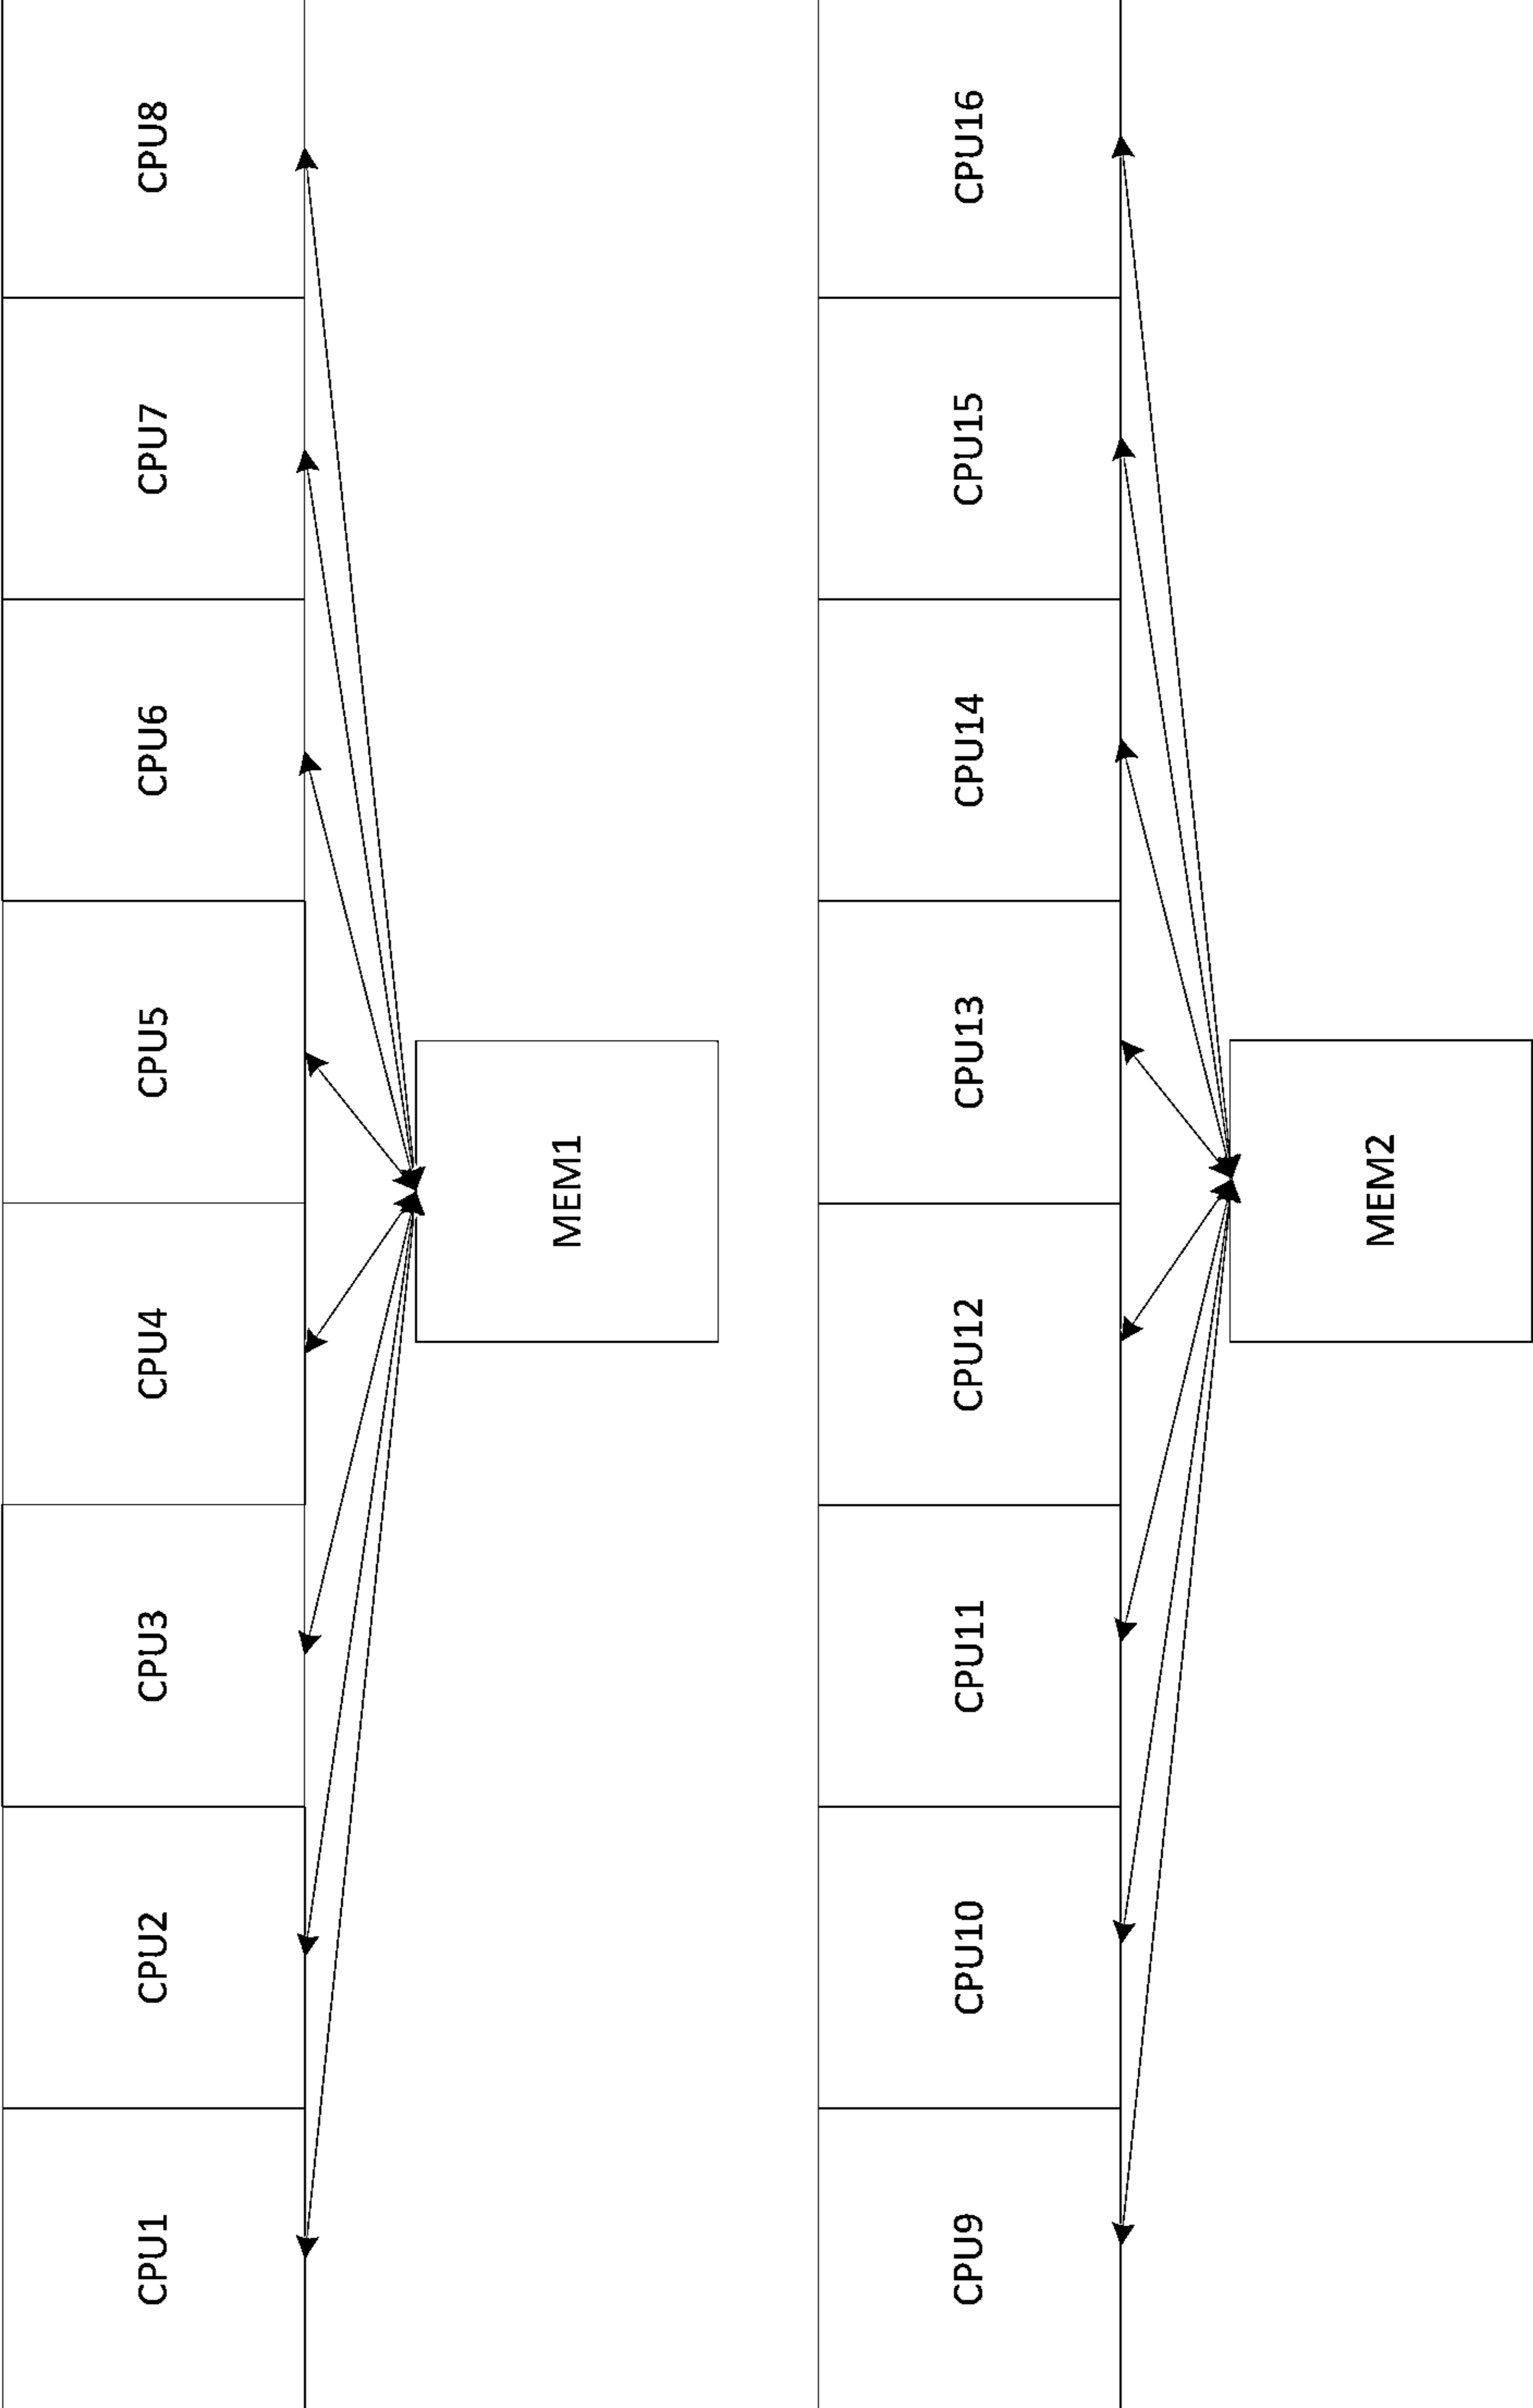 CPU1 CPU2 CPU3 CPU4 CPU5 CPU6 CPU7 CPU8
MEM1
CPU9 CPU10 CPU11 CPU12 CPU13 CPU14 CPU15 CPU16
MEM2